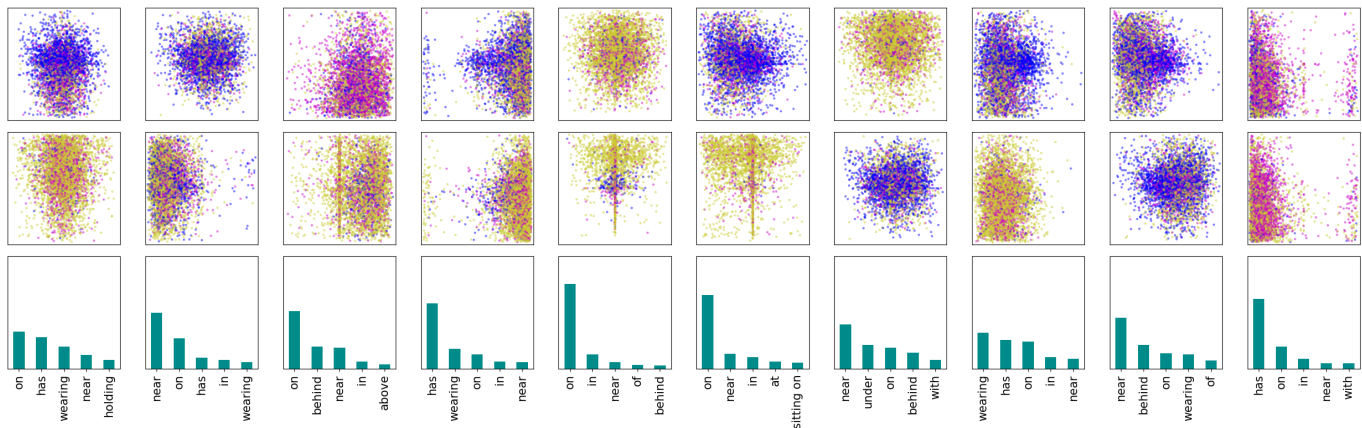 on has wearing near holding
near on has in wearing
on behind near in above
has wearing on in near
on in near of behind
on near in at sitting on
near under on behind with
wearing has on in near
near behind on wearing of
has on in near with